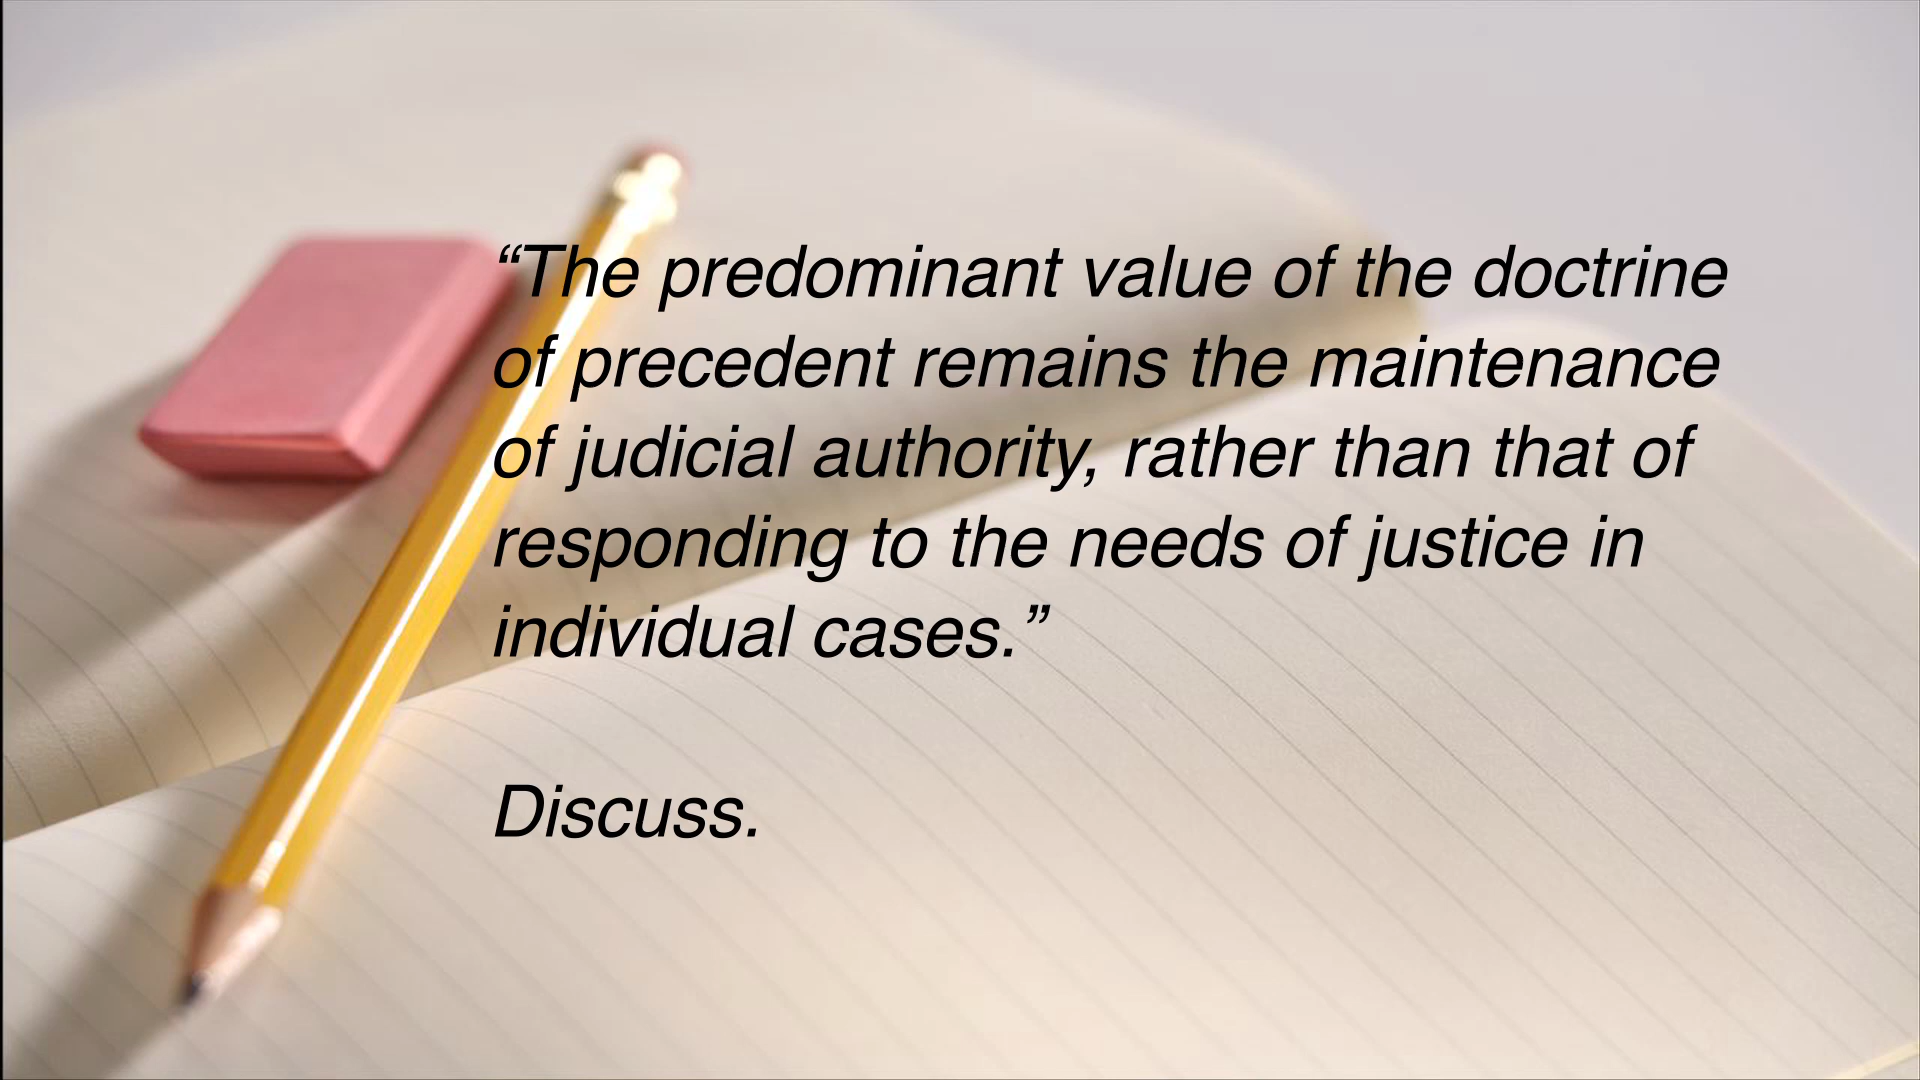 “The predominant value of the doctrine
of precedent remains the maintenance
of judicial authority, rather than that of
responding to the needs of justice in
individual cases.”
Discuss.